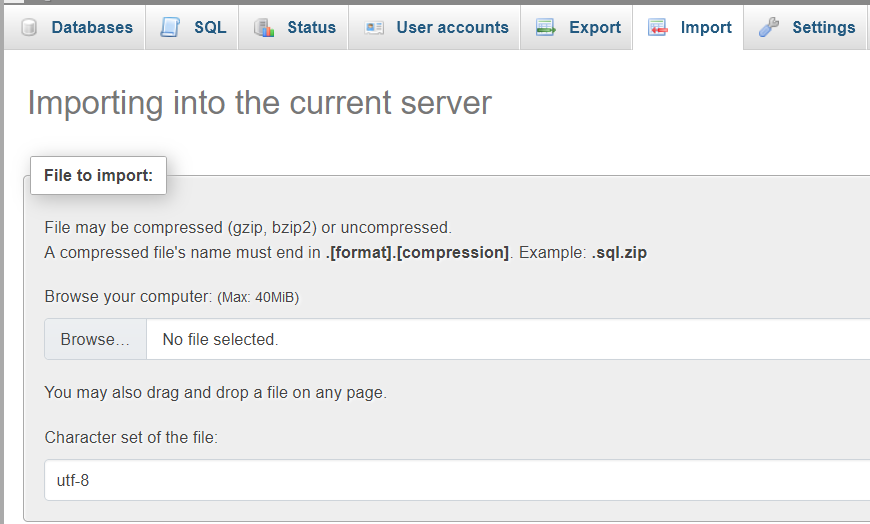 Databases SQL Status User accounts Export Import Settings
Importing into the current server
File to import:
File may be compressed (gzip, bzip2) or uncompressed.
A compressed file's name must end in .[format].[compression]. Example: .sql.zip
Browse your computer: (Max: 40MiB)
Browse... No file selected.
You may also drag and drop a file on any page.
Character set of the file:
utf-8